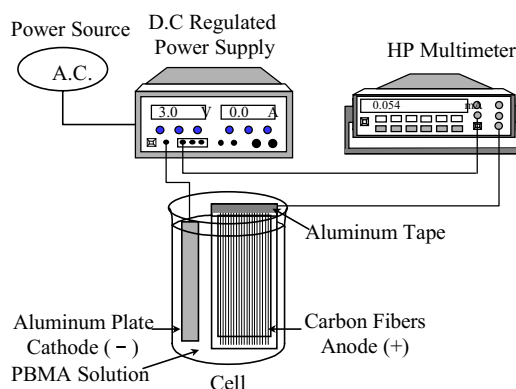 Power Source
A.C.
D.C Regulated
Power Supply
3.0 V 0.0 A
HP Multimeter
0.054
Aluminum Tape
Aluminum Plate
Cathode ( − )
PBMA Solution
Carbon Fibers
Anode (+)
Cell